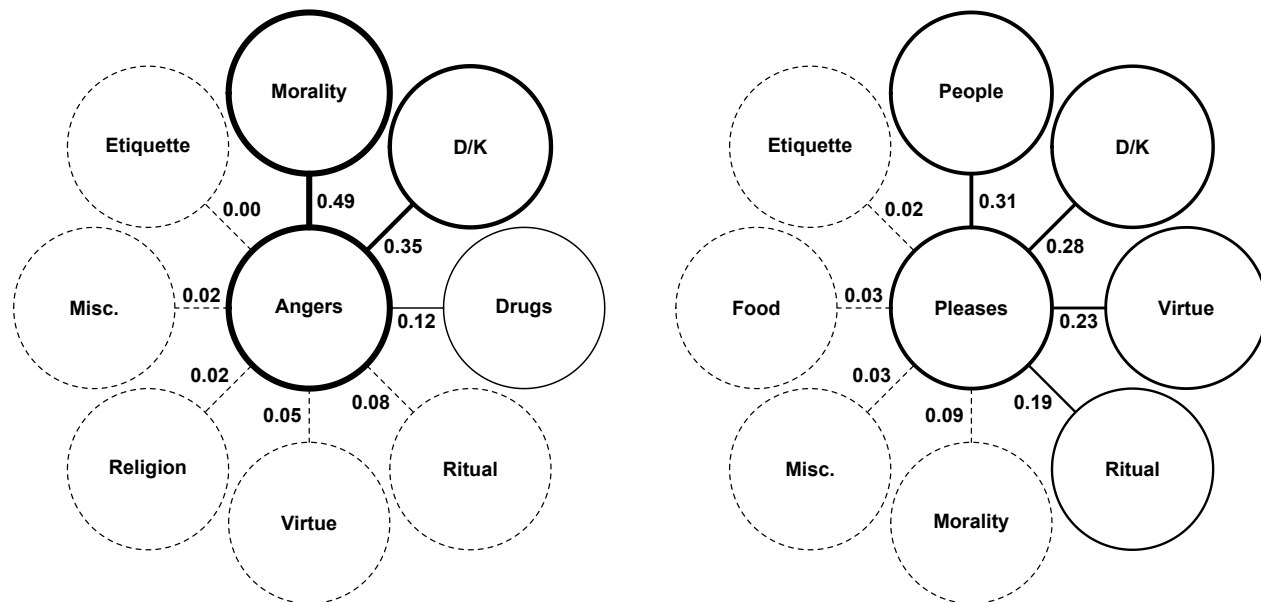 Morality
D/K
Drugs
Ritual
Virtue
Religion
Misc.
Etiquette
Angers
0.49
0.35
0.12
0.08
0.05
0.02
0.02
0.00
People
D/K
Virtue
Ritual
Morality
Misc.
Food
Etiquette
Pleases
0.31
0.28
0.23
0.19
0.09
0.03
0.03
0.02